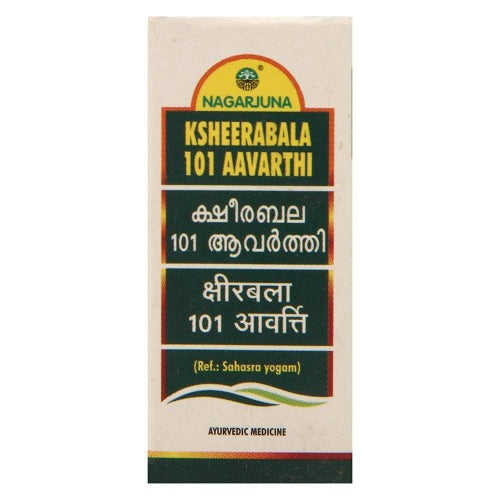 NAGARJUNA
KSHEERABALA
101 AAVARTHI
ക്ഷീരബല
101 ആവർത്തി
क्षीरबला
101 आवर्त्ति
(Ref.: Sahasra yogam)
AYURVEDIC MEDICINE